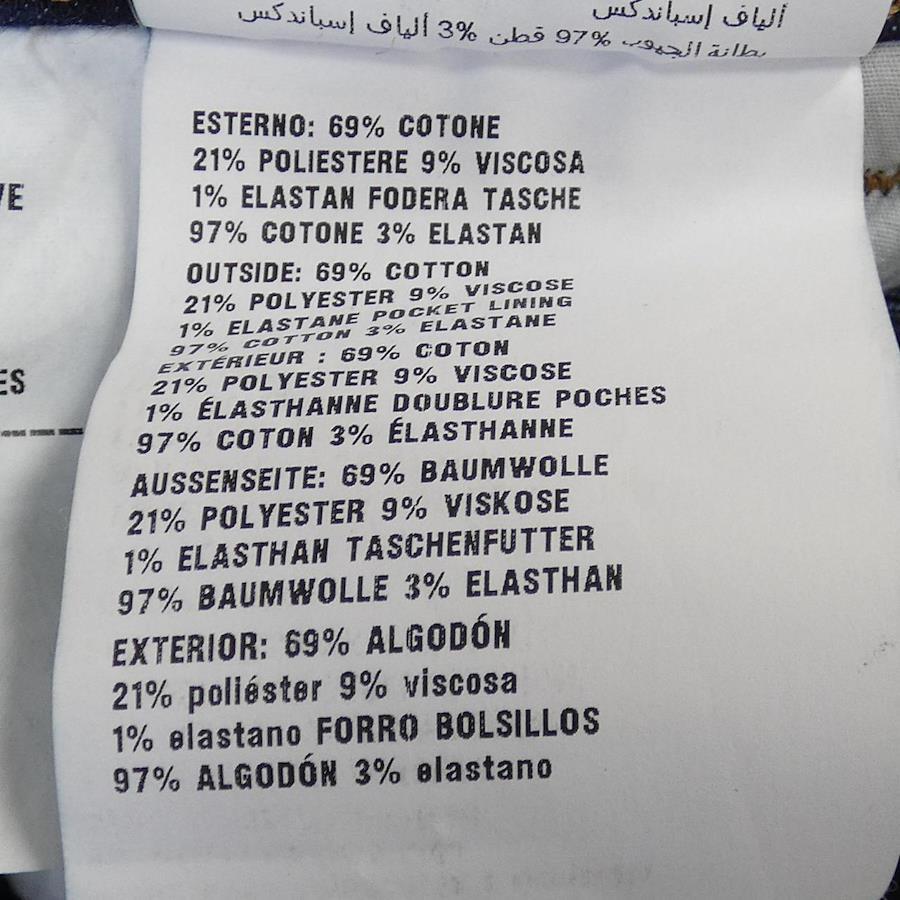 ألياف إسباندكس
بطانة الجيوب 97% قطن 3% ألياف إسباندكس
VE
ES
ESTERNO: 69% COTONE
21% POLIESTERE 9% VISCOSA
1% ELASTAN FODERA TASCHE
97% COTONE 3% ELASTAN
OUTSIDE: 69% COTTON
21% POLYESTER 9% VISCOSE
1% ELASTANE POCKET LINING
97% COTTON 3% ELASTANE
EXTÉRIEUR : 69% COTON
21% POLYESTER 9% VISCOSE
1% ÉLASTHANNE DOUBLURE POCHES
97% COTON 3% ÉLASTHANNE
AUSSENSEITE: 69% BAUMWOLLE
21% POLYESTER 9% VISKOSE
1% ELASTHAN TASCHENFUTTER
97% BAUMWOLLE 3% ELASTHAN
EXTERIOR: 69% ALGODÓN
21% poliéster 9% viscosa
1% elastano FORRO BOLSILLOS
97% ALGODÓN 3% elastano